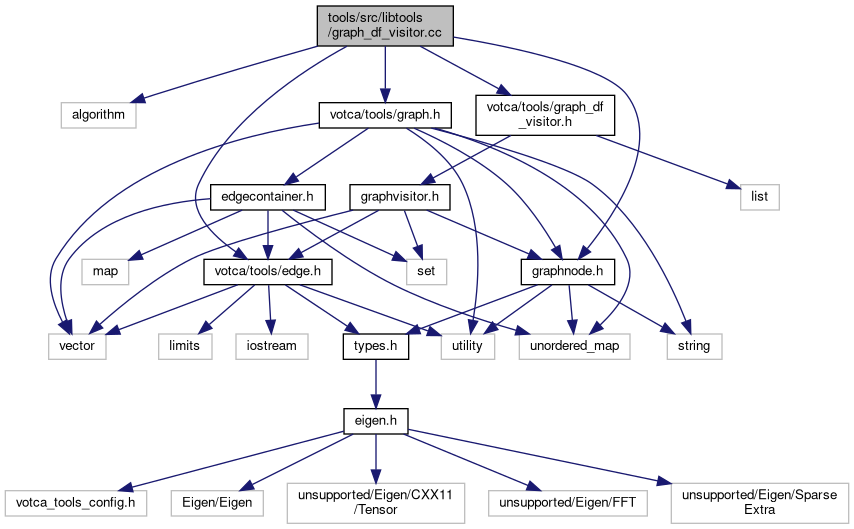 tools/src/libtools
/graph_df_visitor.cc
algorithm
votca/tools/graph.h
votca/tools/graph_df
_visitor.h
edgecontainer.h
graphvisitor.h
list
map
votca/tools/edge.h
set
graphnode.h
vector
limits
iostream
types.h
utility
unordered_map
string
eigen.h
votca_tools_config.h
Eigen/Eigen
unsupported/Eigen/CXX11
/Tensor
unsupported/Eigen/FFT
unsupported/Eigen/Sparse
Extra